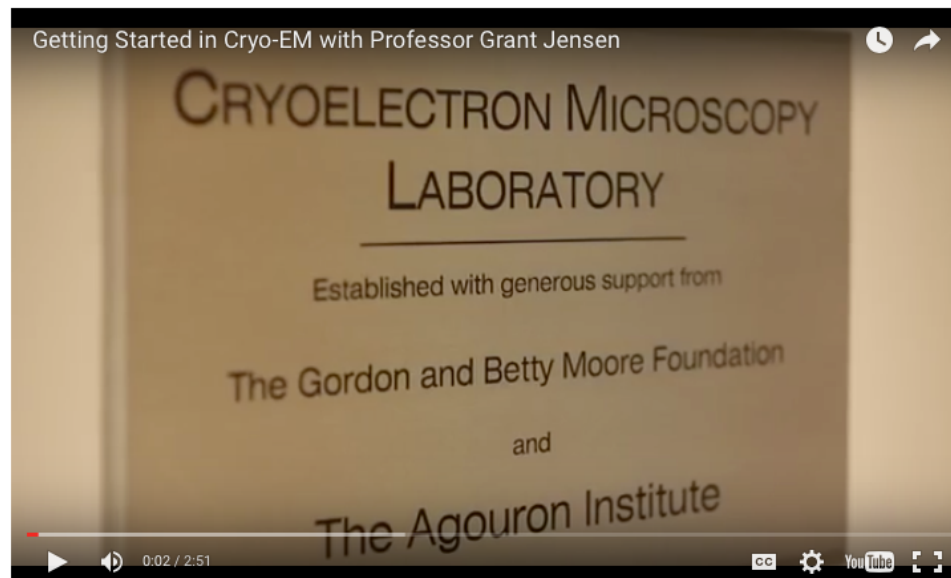 Getting Started in Cryo-EM with Professor Grant Jensen
CRYOELECTRON MICROSCOPY
LABORATORY
Established with generous support from
The Gordon and Betty Moore Foundation
and
The Agouron Institute
0:02 / 2:51
CC
YouTube